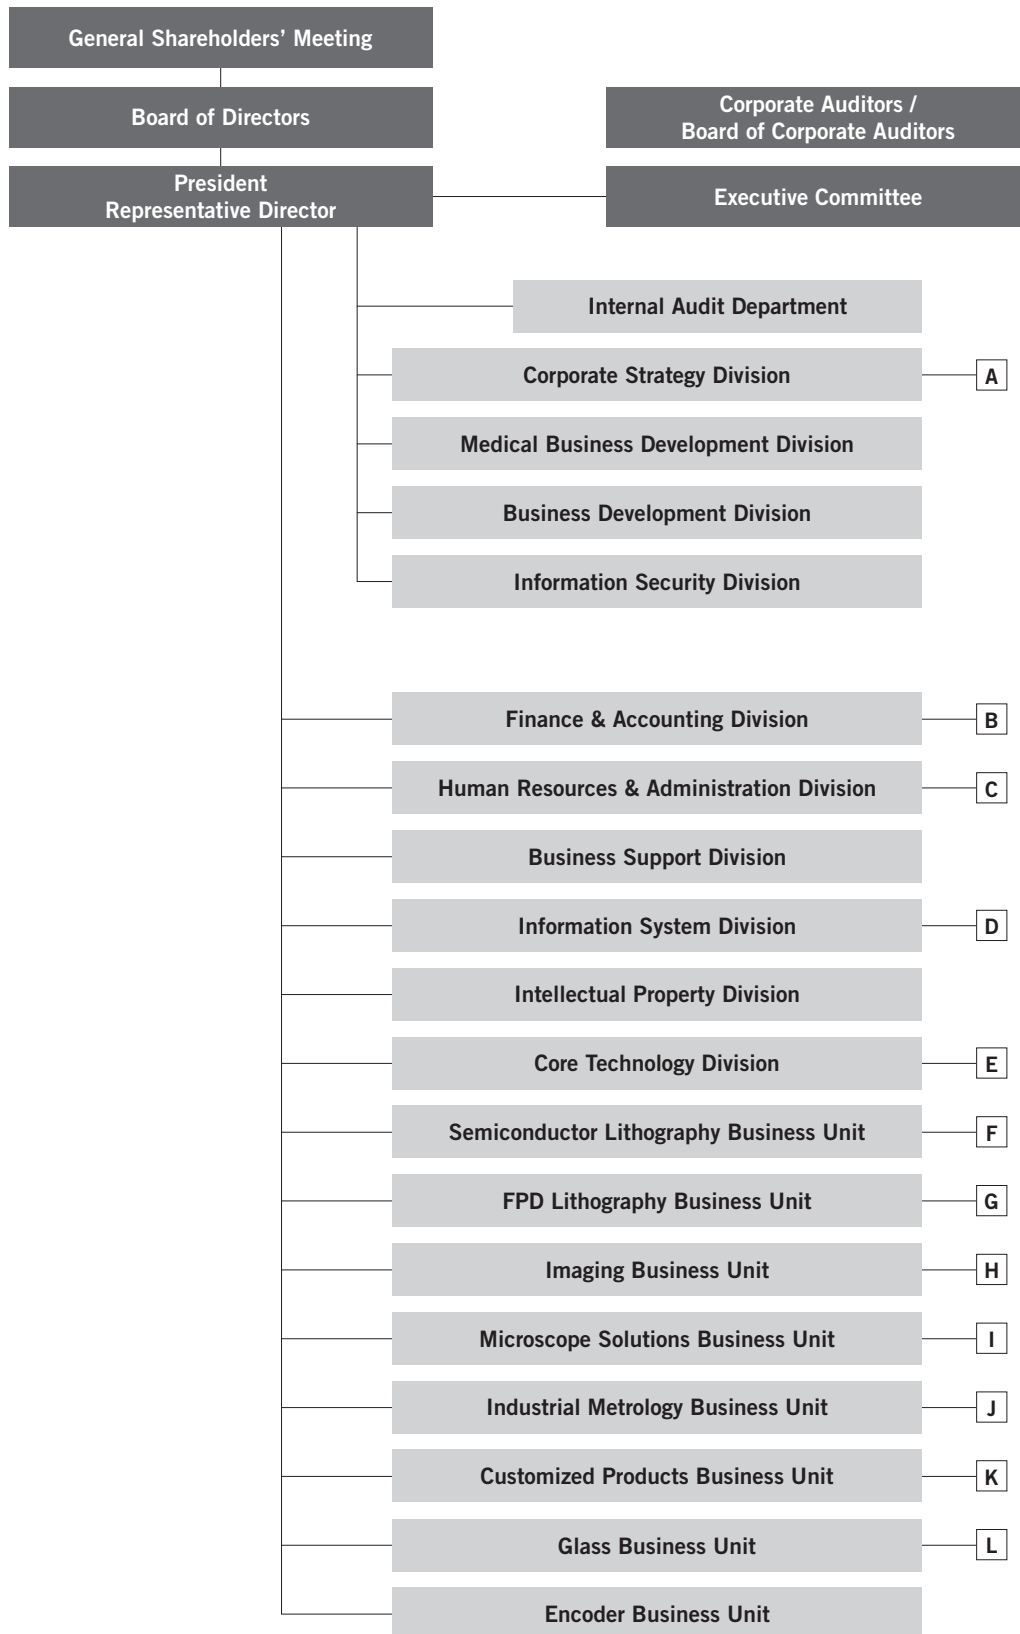 General Shareholders’ Meeting
Board of Directors
Corporate Auditors /
Board of Corporate Auditors
President
Representative Director
Executive Committee
Internal Audit Department
Corporate Strategy Division
A
Medical Business Development Division
Business Development Division
Information Security Division
Finance & Accounting Division
B
Human Resources & Administration Division
C
Business Support Division
Information System Division
D
Intellectual Property Division
Core Technology Division
E
Semiconductor Lithography Business Unit
F
FPD Lithography Business Unit
G
Imaging Business Unit
H
Microscope Solutions Business Unit
I
Industrial Metrology Business Unit
J
Customized Products Business Unit
K
Glass Business Unit
L
Encoder Business Unit